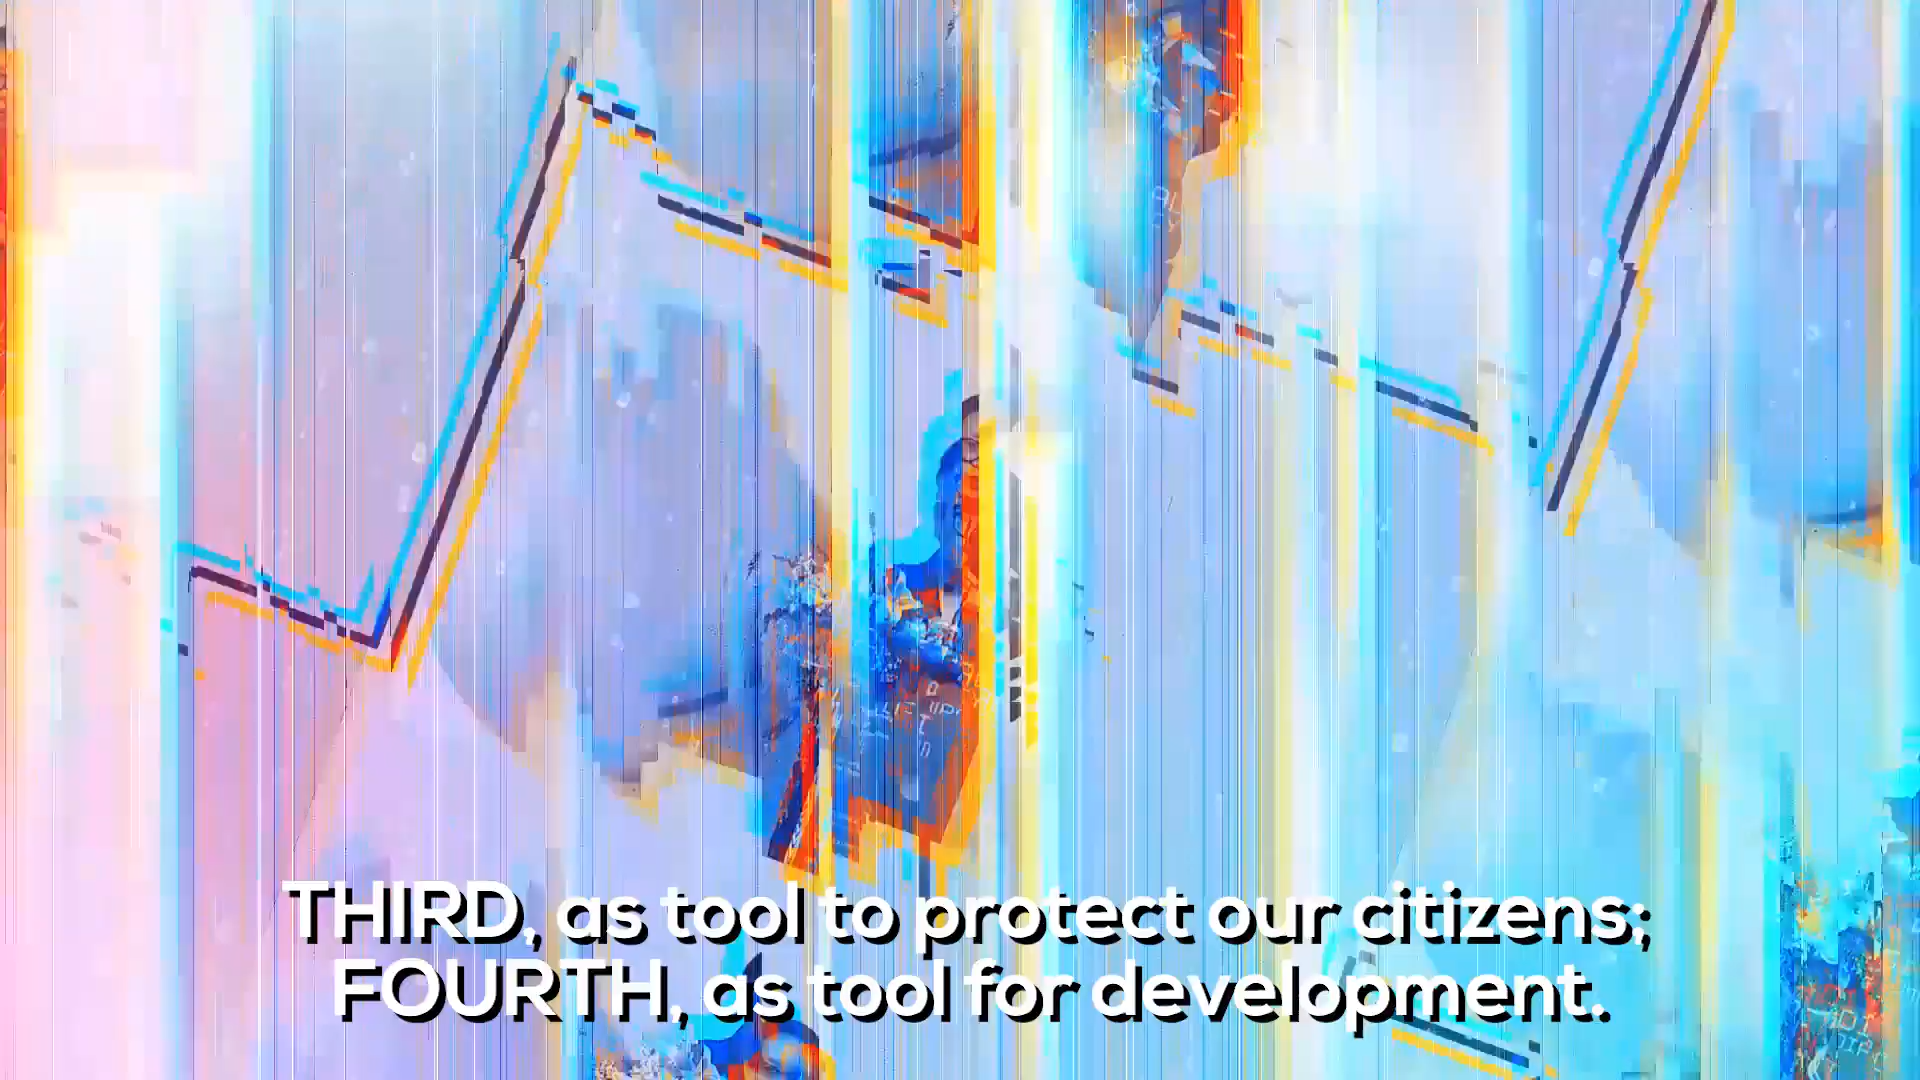 THIRD, as tool to protect our citizens;
FOURTH, as tool for development.